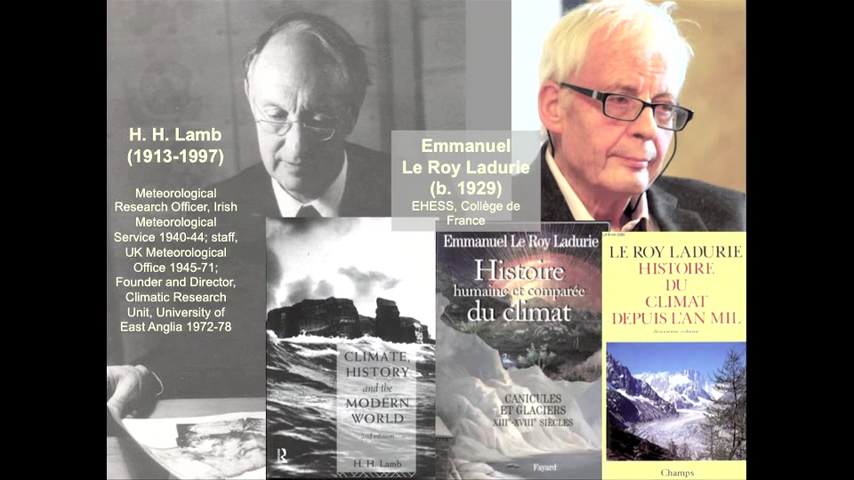 H. H. Lamb
(1913-1997)
Meteorological
Research Officer, Irish
Meteorological
Service 1940-44; staff,
UK Meteorological
Office 1945-71;
Founder and Director,
Climatic Research
Unit, University of
East Anglia 1972-78
Emmanuel
Le Roy Ladurie
(b. 1929)
EHESS, Collège de
France
CLIMATE,
HISTORY
and the
MODERN
WORLD
2nd edition
H. H. Lamb
R
Emmanuel Le Roy Ladurie
Histoire
humaine et comparée
du climat
CANICULES
ET GLACIERS
XIIIe-XVIIIe SIÈCLES
Fayard
LE ROY LADURIE
HISTOIRE
DU
CLIMAT
DEPUIS L'AN MIL
Champs